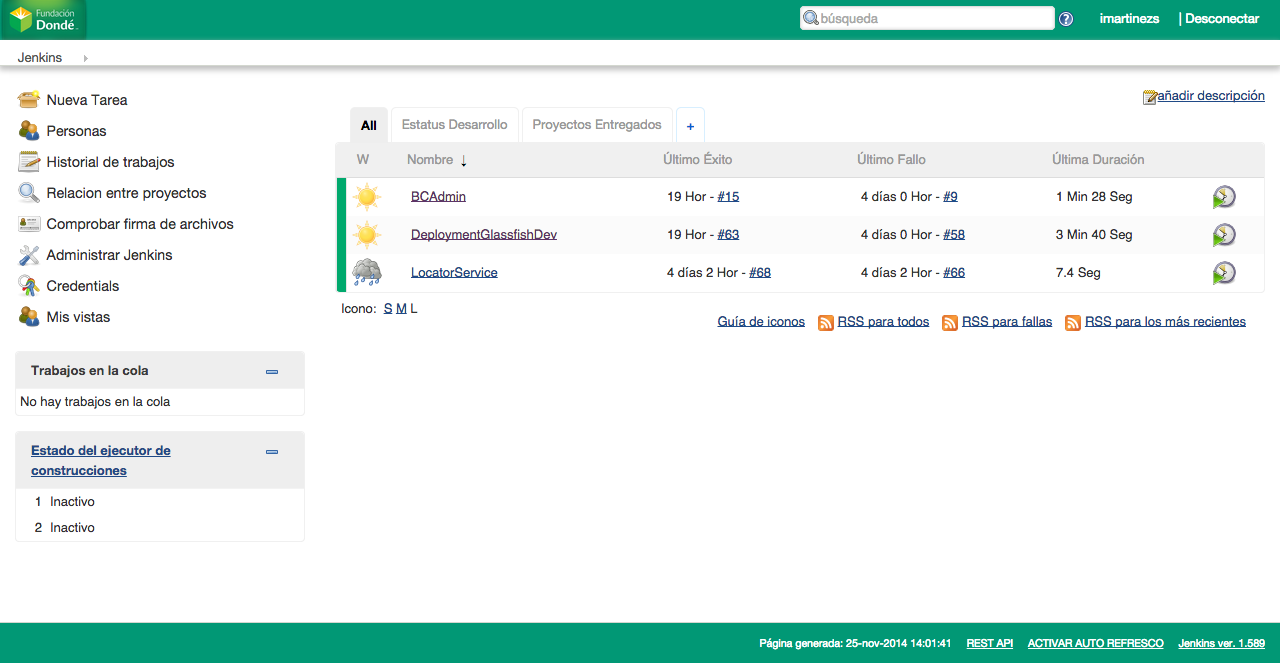 Fundación
Dondé
búsqueda
imartinezs | Desconectar
Jenkins
Nueva Tarea
Personas
Historial de trabajos
Relacion entre proyectos
Comprobar firma de archivos
Administrar Jenkins
Credentials
Mis vistas
Trabajos en la cola
No hay trabajos en la cola
Estado del ejecutor de
construcciones
1 Inactivo
2 Inactivo
añadir descripción
All Estatus Desarrollo Proyectos Entregados +
W Nombre ↓ Último Éxito Último Fallo Última Duración
BCAdmin 19 Hor - #15 4 días 0 Hor - #9 1 Min 28 Seg
DeploymentGlassfishDev 19 Hor - #63 4 días 0 Hor - #58 3 Min 40 Seg
LocatorService 4 días 2 Hor - #68 4 días 2 Hor - #66 7.4 Seg
Icono: S M L
Guía de iconos RSS para todos RSS para fallas RSS para los más recientes
Página generada: 25-nov-2014 14:01:41 REST API ACTIVAR AUTO REFRESCO Jenkins ver. 1.589